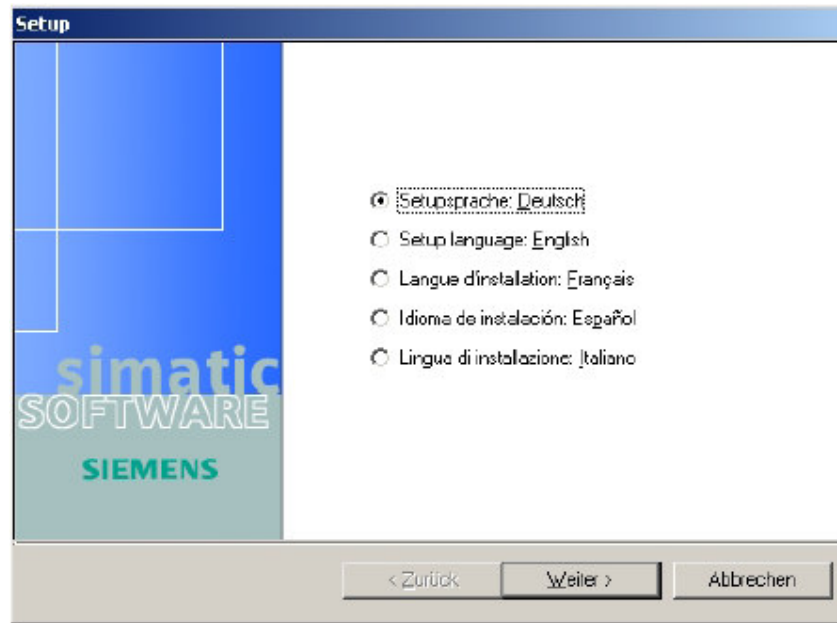 Setup
Setupsprache: Deutsch
Setup language: English
Langue d'installation: Français
Idioma de instalación: Español
Lingua di installazione: Italiano
simatic
SOFTWARE
SIEMENS
< Zurück
Weiter >
Abbrechen